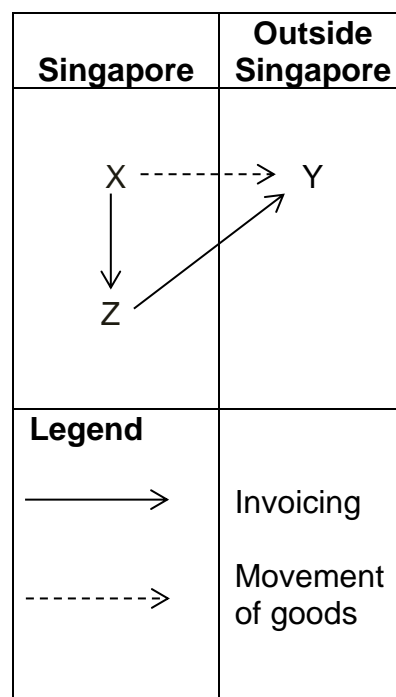 Singapore
Outside
Singapore
X
Y
Z
Legend
Invoicing
Movement
of goods